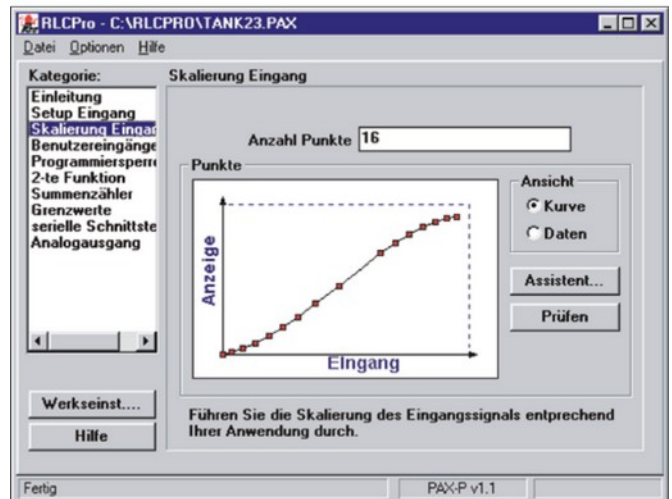 RLCPro - C:\RLCPRO\TANK23.PAX
Datei Optionen Hilfe
Kategorie:
Einleitung
Setup Eingang
Skalierung Eingan
Benutzereingänge
Programmiersperre
2-te Funktion
Summenzähler
Grenzwerte
serielle Schnittste
Analogausgang
Werkseinst....
Hilfe
Skalierung Eingang
Anzahl Punkte 16
Punkte
Anzeige
Eingang
Ansicht
Kurve
Daten
Assistent...
Prüfen
Führen Sie die Skalierung des Eingangssignals entprechend
Ihrer Anwendung durch.
Fertig
PAX-P v1.1